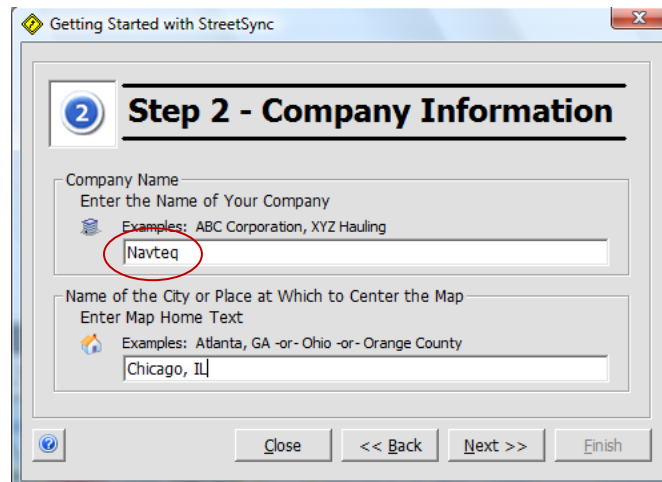 Getting Started with StreetSync
X
2
Step 2 - Company Information
Company Name
Enter the Name of Your Company
Examples: ABC Corporation, XYZ Hauling
Navteq
Name of the City or Place at Which to Center the Map
Enter Map Home Text
Examples: Atlanta, GA -or- Ohio -or- Orange County
Chicago, IL
? Close << Back Next >> Finish